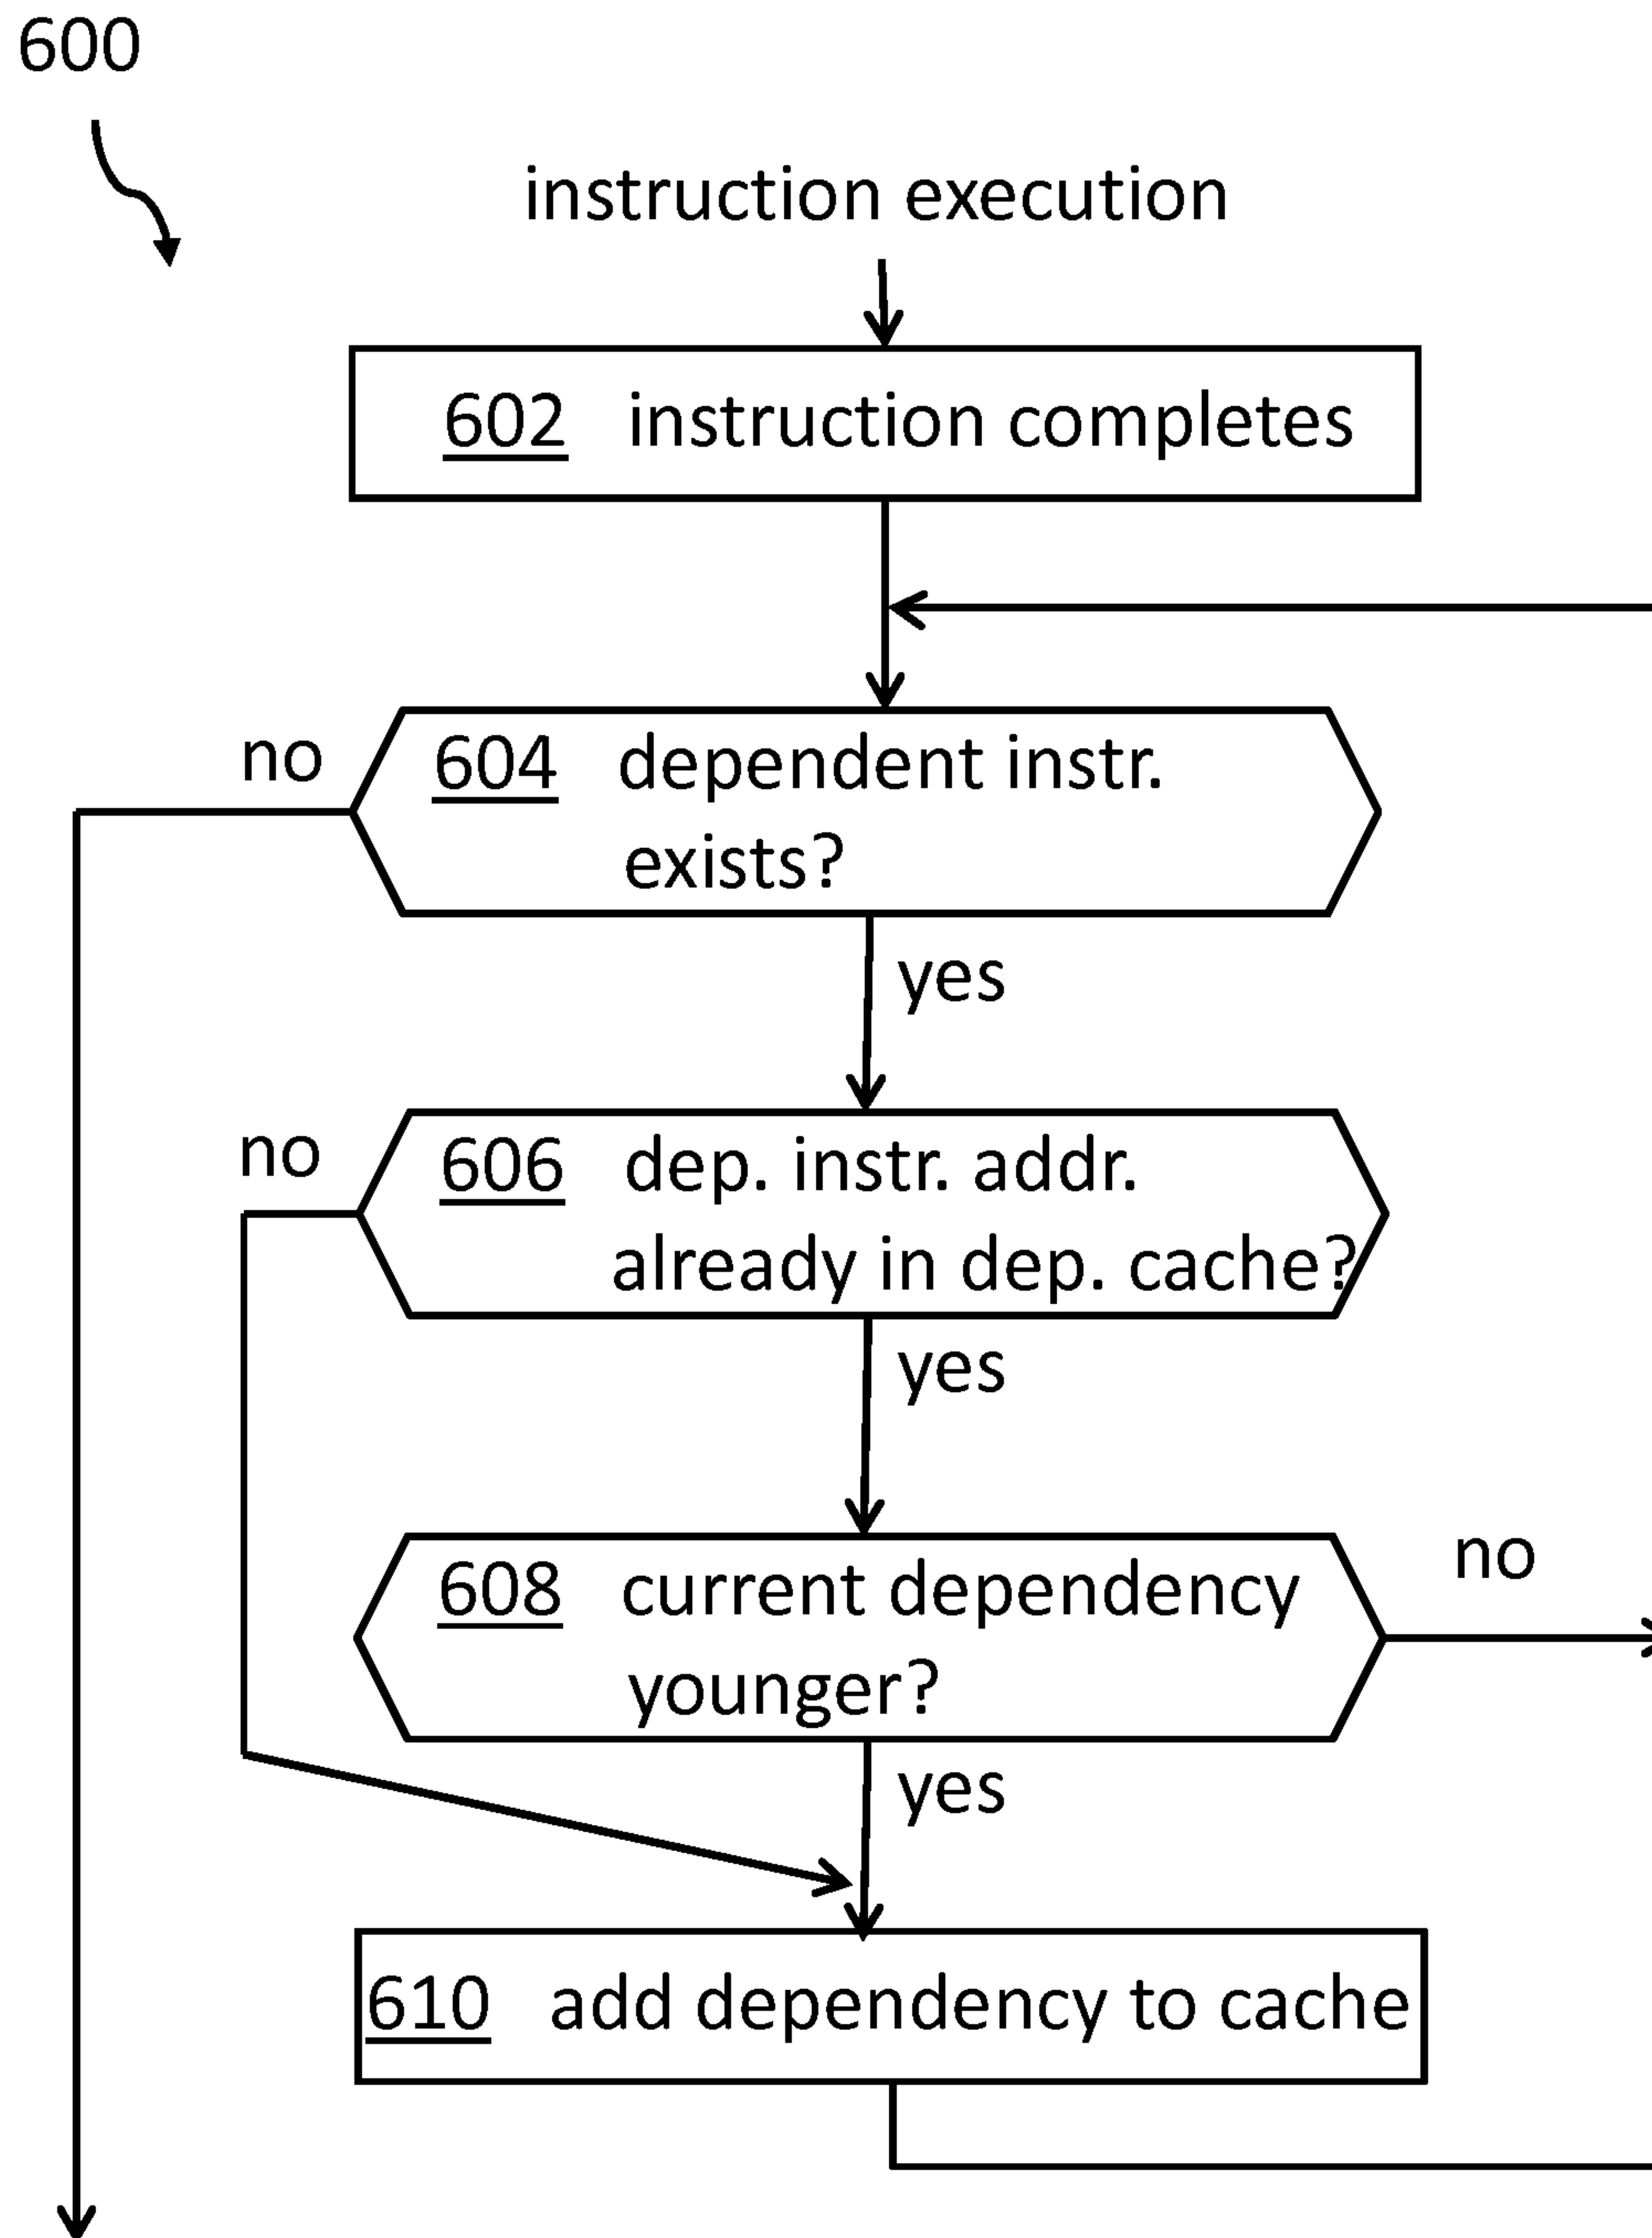 600
instruction execution
602 instruction completes
no
604 dependent instr.
exists?
yes
no
606 dep. instr. addr.
already in dep. cache?
yes
no
608 current dependency
younger?
yes
610 add dependency to cache